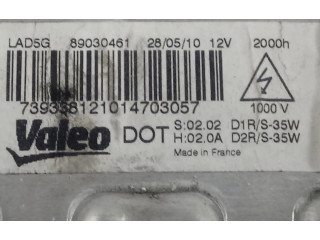 LAD5G 89030461 28/05/10 12V 2000h
739338121014703057
1000 V
Valeo DOT S:02.02 D1R/S-35W
H:02.0A D2R/S-35W
Made in France